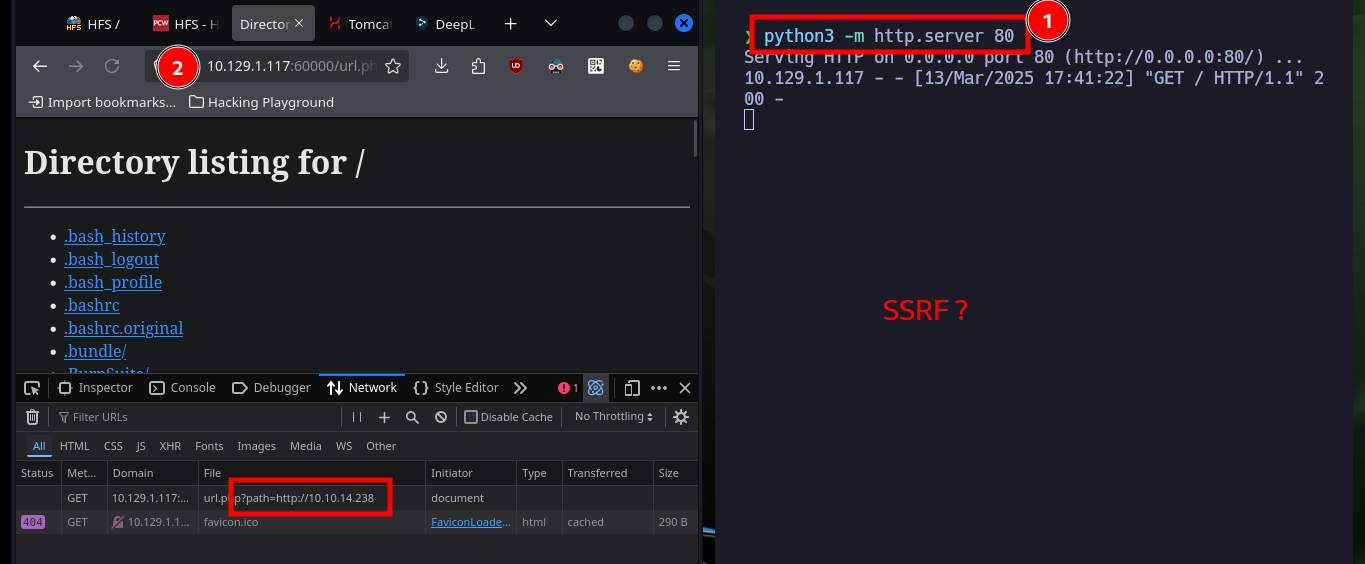 HFS /
HFS - H
Director
Tomcat
DeepL
2
10.129.1.117:60000/url.ph
Import bookmarks...
Hacking Playground
Directory listing for /
.bash_history
.bash_logout
.bash_profile
.bashrc
.bashrc.original
.bundle/
.BurpSuite/
Inspector
Console
Debugger
Network
Style Editor
1
Filter URLs
Disable Cache
No Throttling
All HTML CSS JS XHR Fonts Images Media WS Other
Status Met... Domain File Initiator Type Transferred Size
GET 10.129.1.117:... url.php?path=http://10.10.14.238 document
404 GET 10.129.1.1... favicon.ico FaviconLoade... html cached 290 B
1
python3 -m http.server 80
Serving HTTP on 0.0.0.0 port 80 (http://0.0.0.0:80/) ...
10.129.1.117 - - [13/Mar/2025 17:41:22] "GET / HTTP/1.1" 2
00 -
SSRF ?